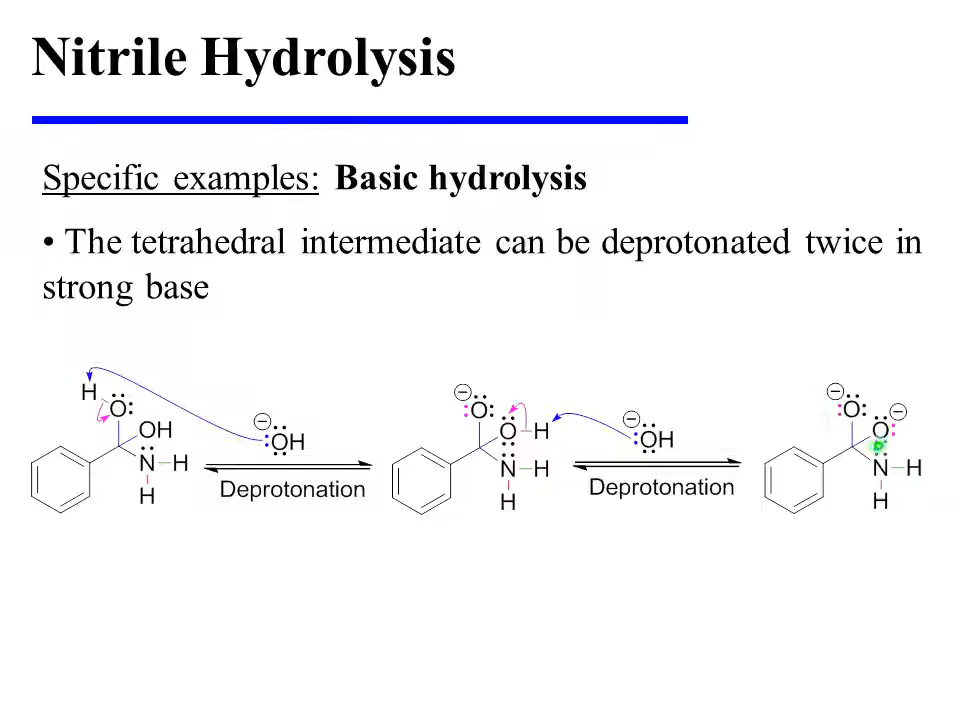 Nitrile Hydrolysis
Specific examples: Basic hydrolysis
• The tetrahedral intermediate can be deprotonated twice in
strong base
H
O
OH
N H
H
− OH
Deprotonation
− O
O H
N H
H
− OH
Deprotonation
− O
O −
N H
H